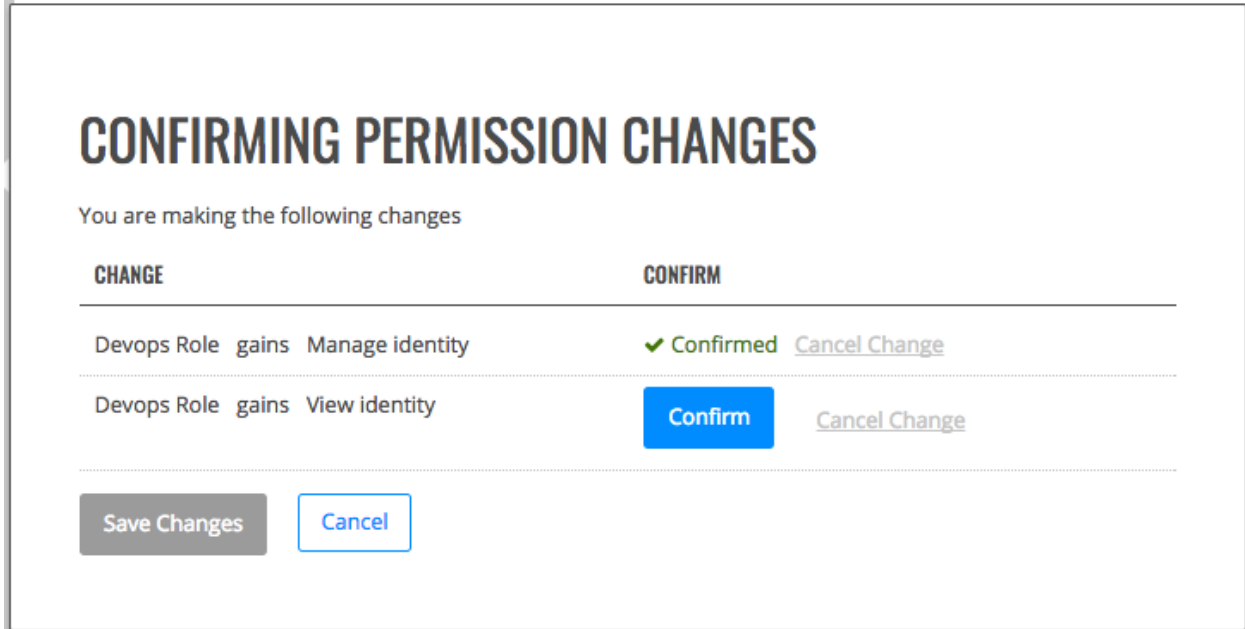 CONFIRMING PERMISSION CHANGES
You are making the following changes
CHANGE CONFIRM
Devops Role gains Manage identity ✔ Confirmed Cancel Change
Devops Role gains View identity Confirm Cancel Change
Save Changes Cancel